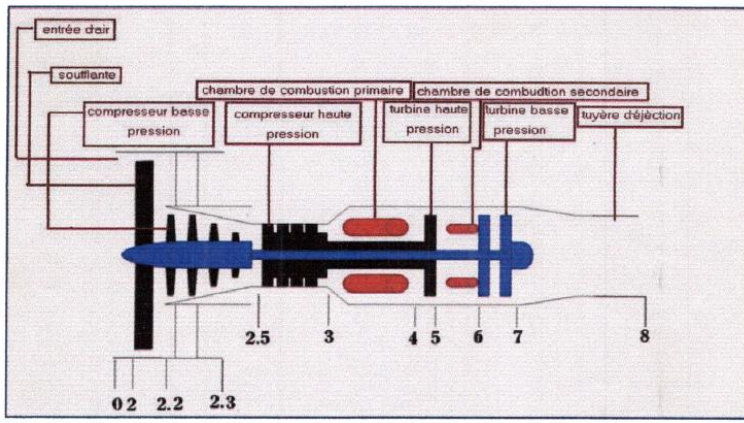 entrée d'air
soufflante
chambre de combustion primaire
chambre de combudtion secondaire
compresseur basse
pression
compresseur haute
pression
turbine haute
pression
turbine basse
pression
tuyère d'éjèction
2.5
3
4
5
6
7
8
0
2
2.2
2.3